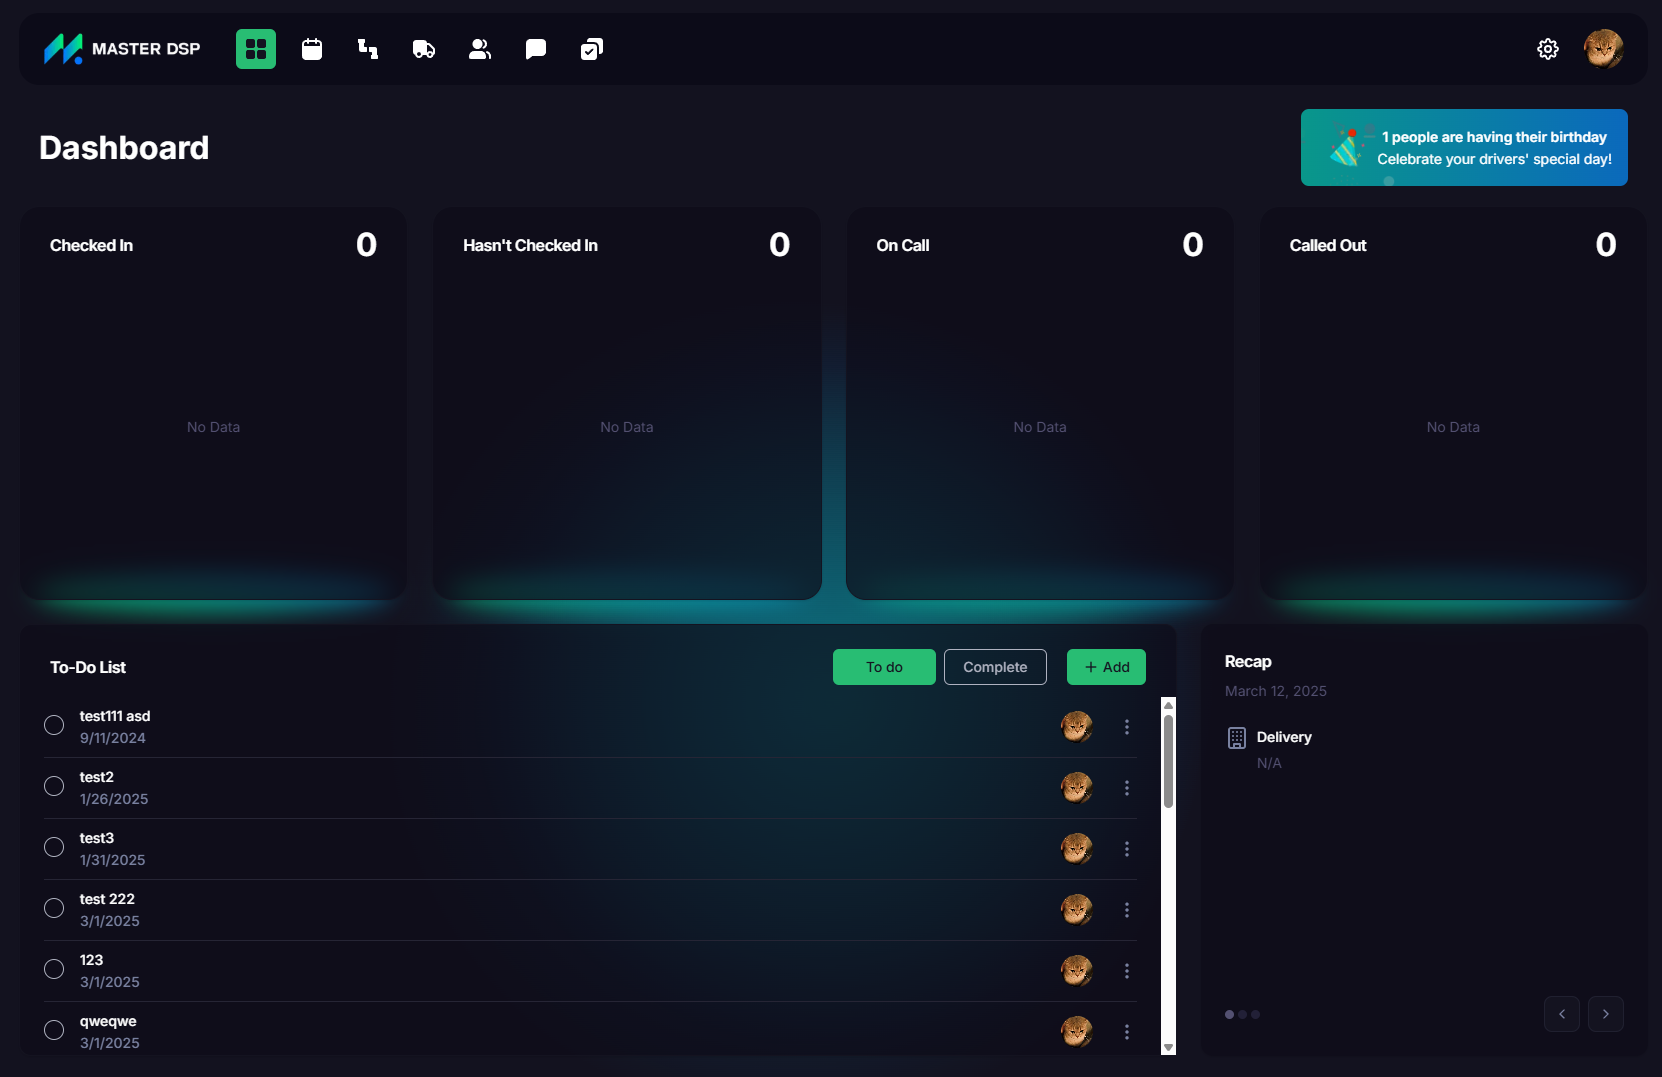 MASTER DSP
Dashboard
1 people are having their birthday
Celebrate your drivers' special day!
Checked In
0
Hasn't Checked In
0
On Call
0
Called Out
0
No Data
No Data
No Data
No Data
To-Do List
To do
Complete
+ Add
test111 asd
9/11/2024
test2
1/26/2025
test3
1/31/2025
test 222
3/1/2025
123
3/1/2025
qweqwe
3/1/2025
Recap
March 12, 2025
Delivery
N/A